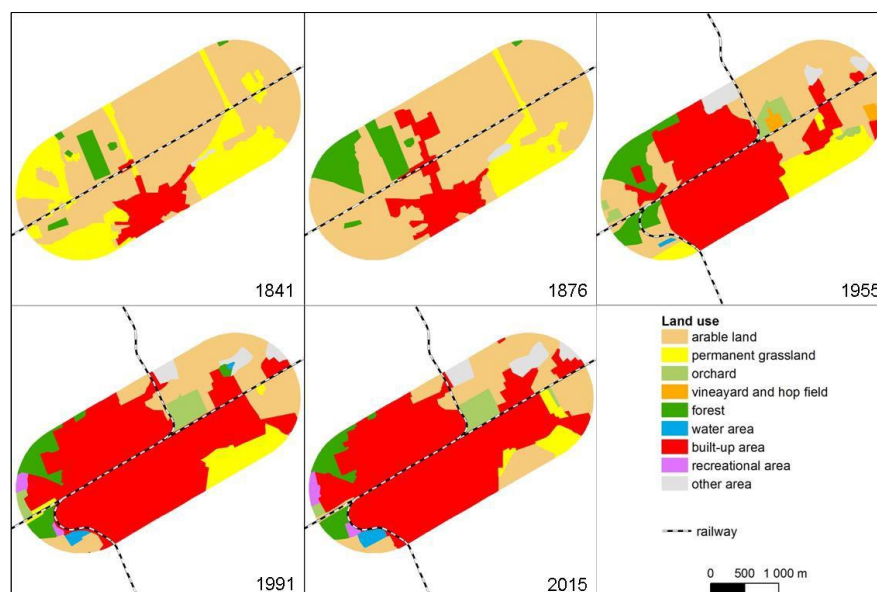 1841
1876
1955
1991
2015
Land use
arable land
permanent grassland
orchard
vineayard and hop field
forest
water area
built-up area
recreational area
other area
railway
0 500 1 000 m